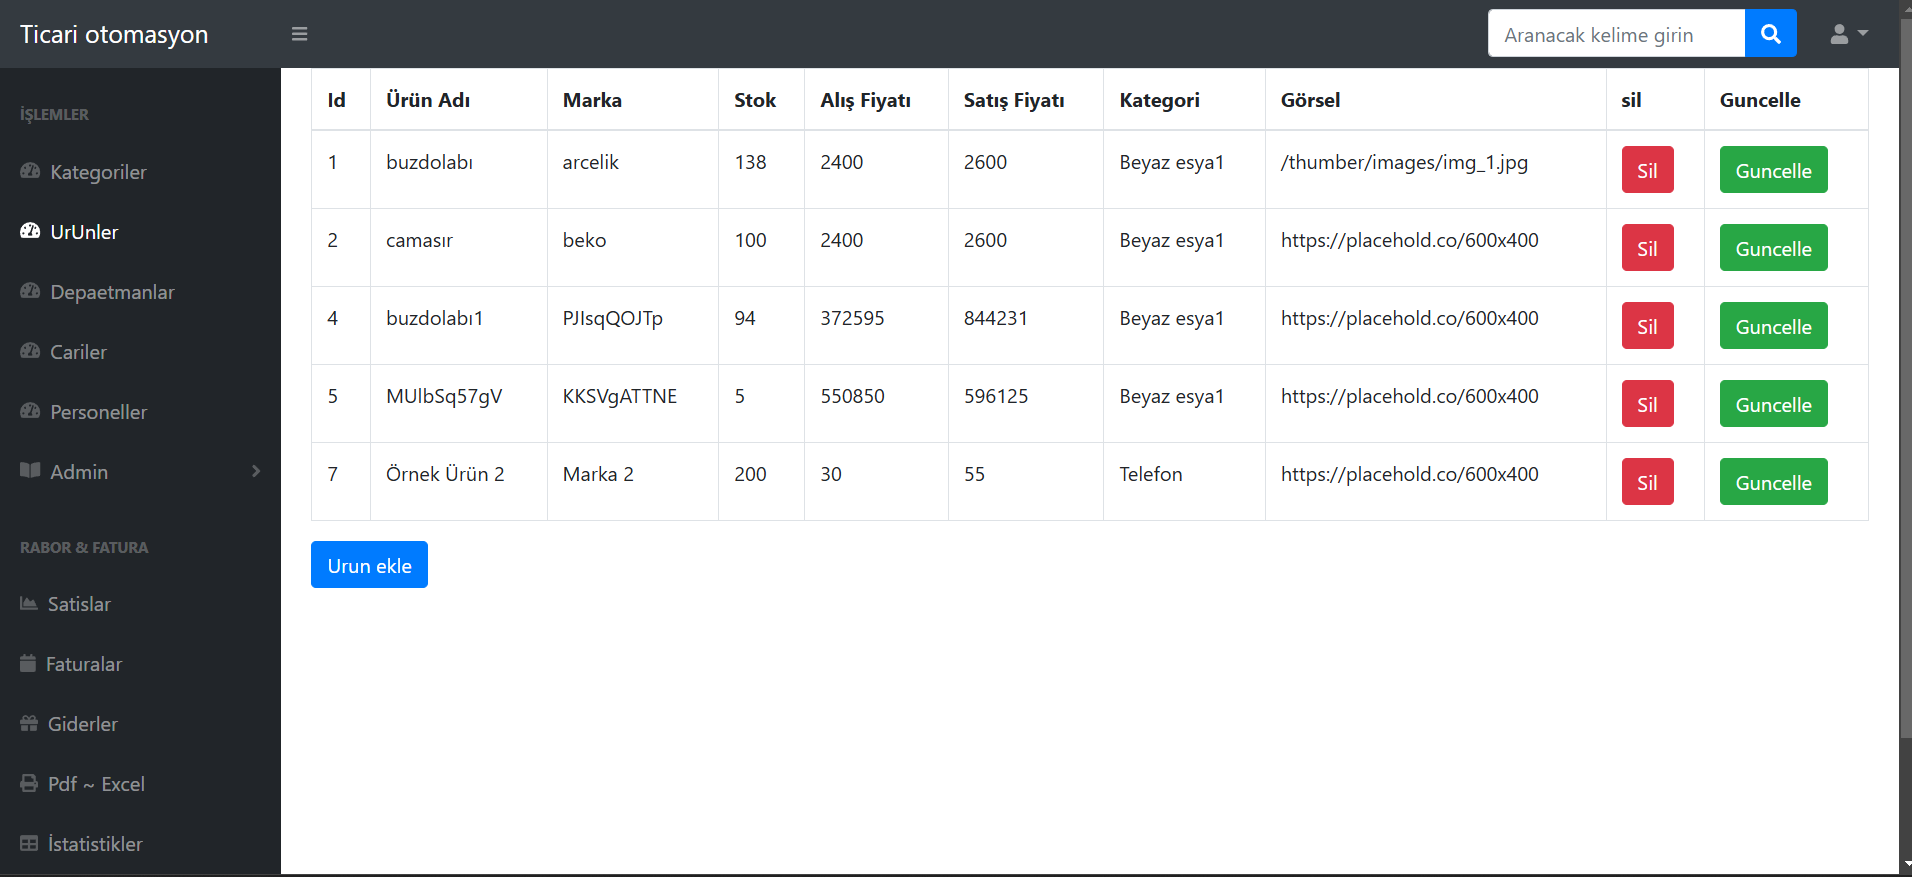 Ticari otomasyon
Aranacak kelime girin
İŞLEMLER
Kategoriler
UrUnler
Depaetmanlar
Cariler
Personeller
Admin
RABOR & FATURA
Satislar
Faturalar
Giderler
Pdf ~ Excel
İstatistikler
Id Ürün Adı Marka Stok Alış Fiyatı Satış Fiyatı Kategori Görsel sil Guncelle
1 buzdolabı arcelik 138 2400 2600 Beyaz esya1 /thumber/images/img_1.jpg Sil Guncelle
2 camasır beko 100 2400 2600 Beyaz esya1 https://placehold.co/600x400 Sil Guncelle
4 buzdolabı1 PJIsqQOJTp 94 372595 844231 Beyaz esya1 https://placehold.co/600x400 Sil Guncelle
5 MUlbSq57gV KKSVgATTNE 5 550850 596125 Beyaz esya1 https://placehold.co/600x400 Sil Guncelle
7 Örnek Ürün 2 Marka 2 200 30 55 Telefon https://placehold.co/600x400 Sil Guncelle
Urun ekle